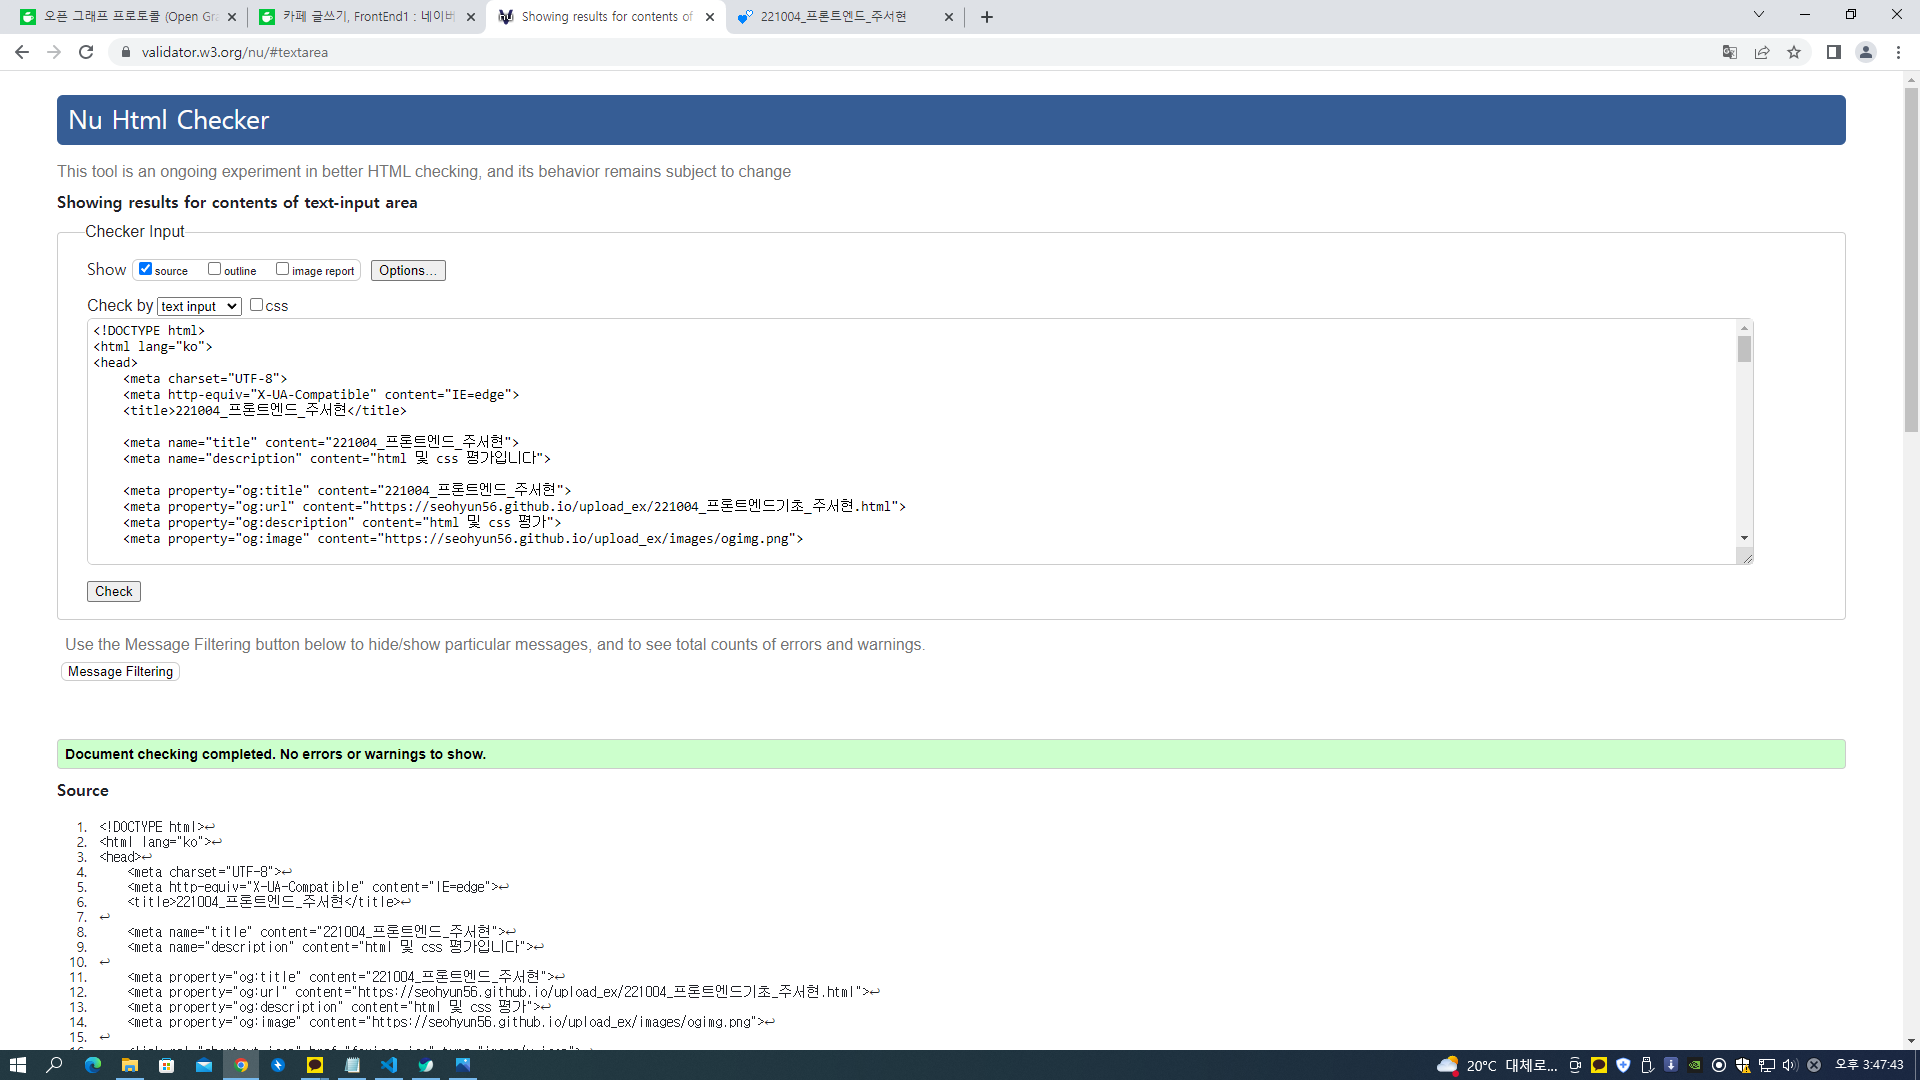 오픈 그래프 프로토콜 (Open Gra
카페 글쓰기, FrontEnd1 : 네이버
Showing results for contents of
221004_프론트엔드_주서현
validator.w3.org/nu/#textarea
Nu Html Checker
This tool is an ongoing experiment in better HTML checking, and its behavior remains subject to change
Showing results for contents of text-input area
Checker Input
Show source outline image report Options...
Check by text input css
<!DOCTYPE html>
<html lang="ko">
<head>
<meta charset="UTF-8">
<meta http-equiv="X-UA-Compatible" content="IE=edge">
<title>221004_프론트엔드_주서현</title>
<meta name="title" content="221004_프론트엔드_주서현">
<meta name="description" content="html 및 css 평가입니다">
<meta property="og:title" content="221004_프론트엔드_주서현">
<meta property="og:url" content="https://seohyun56.github.io/upload_ex/221004_프론트엔드기초_주서현.html">
<meta property="og:description" content="html 및 css 평가">
<meta property="og:image" content="https://seohyun56.github.io/upload_ex/images/ogimg.png">
Check
Use the Message Filtering button below to hide/show particular messages, and to see total counts of errors and warnings.
Message Filtering
Document checking completed. No errors or warnings to show.
Source
1. <!DOCTYPE html>↩
2. <html lang="ko">↩
3. <head>↩
4. <meta charset="UTF-8">↩
5. <meta http-equiv="X-UA-Compatible" content="IE=edge">↩
6. <title>221004_프론트엔드_주서현</title>↩
7. ↩
8. <meta name="title" content="221004_프론트엔드_주서현">↩
9. <meta name="description" content="html 및 css 평가입니다">↩
10. ↩
11. <meta property="og:title" content="221004_프론트엔드_주서현">↩
12. <meta property="og:url" content="https://seohyun56.github.io/upload_ex/221004_프론트엔드기초_주서현.html">↩
13. <meta property="og:description" content="html 및 css 평가">↩
14. <meta property="og:image" content="https://seohyun56.github.io/upload_ex/images/ogimg.png">↩
15. ↩
20°C 대체로... 오후 3:47:43